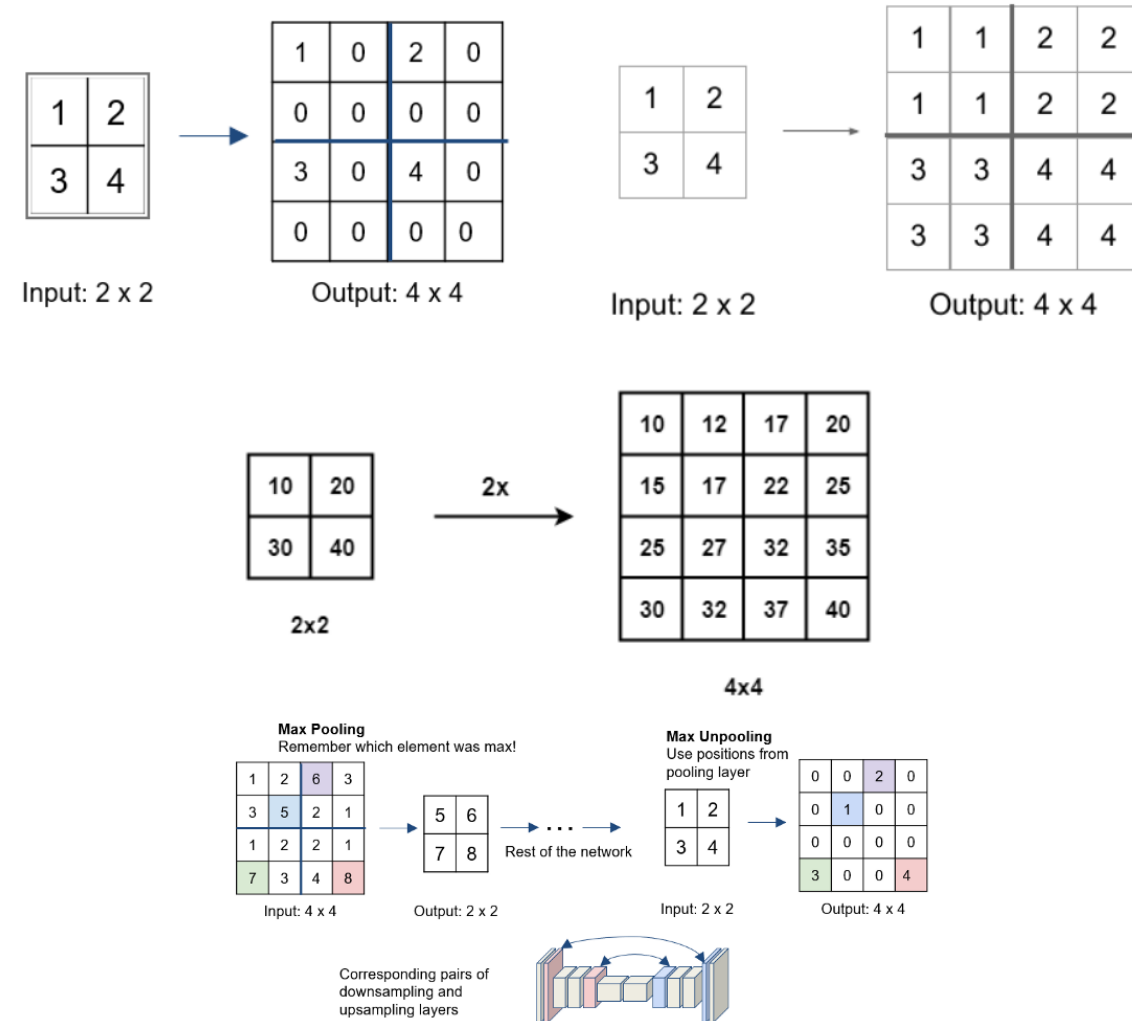 1 2
3 4
Input: 2 x 2
1 0 2 0
0 0 0 0
3 0 4 0
0 0 0 0
Output: 4 x 4
1 2
3 4
Input: 2 x 2
1 1 2 2
1 1 2 2
3 3 4 4
3 3 4 4
Output: 4 x 4
10 20
30 40
2x2
2x
10 12 17 20
15 17 22 25
25 27 32 35
30 32 37 40
4x4
Max Pooling
Remember which element was max!
1 2 6 3
3 5 2 1
1 2 2 1
7 3 4 8
Input: 4 x 4
5 6
7 8
Output: 2 x 2
. . .
Rest of the network
Max Unpooling
Use positions from
pooling layer
1 2
3 4
Input: 2 x 2
0 0 2 0
0 1 0 0
0 0 0 0
3 0 0 4
Output: 4 x 4
Corresponding pairs of
downsampling and
upsampling layers